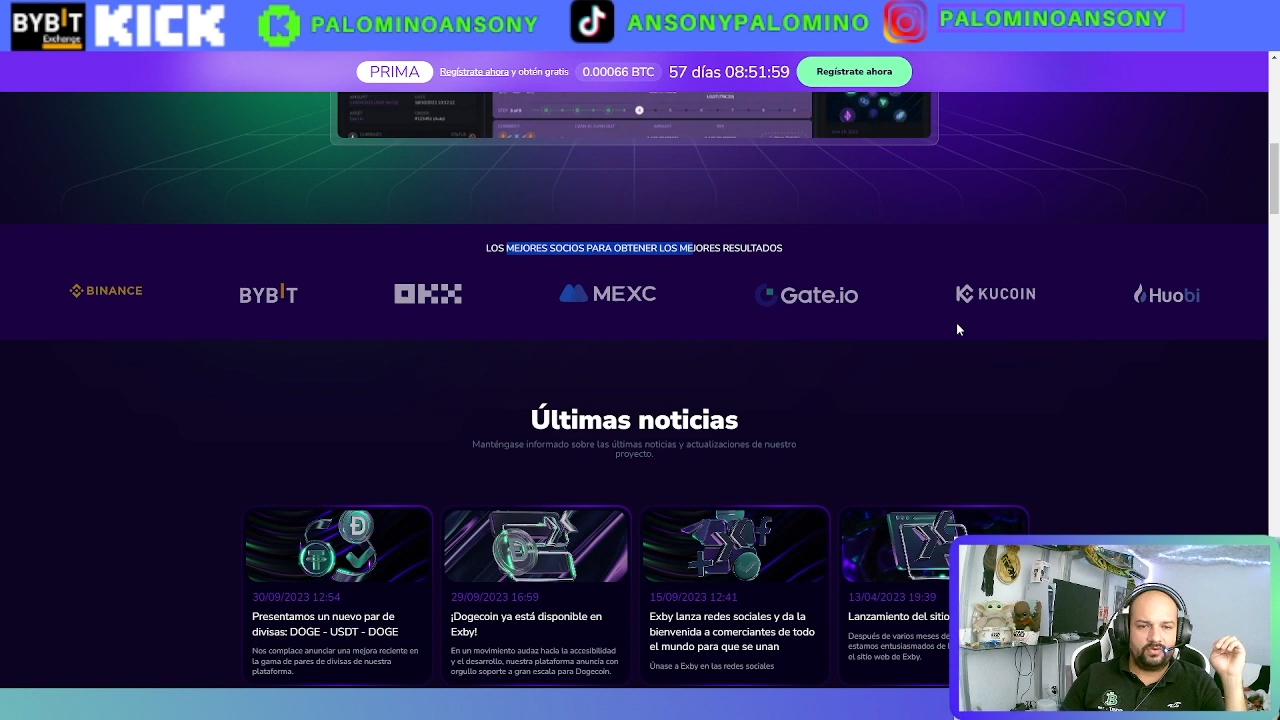 BYBIT
Exchange
KICK
PALOMINOANSONY
ANSONYPALOMINO
PALOMINOANSONY
PRIMA
Regístrate ahora y obtén gratis
0.00066 BTC
57 días 08:51:59
Regístrate ahora
LOS MEJORES SOCIOS PARA OBTENER LOS MEJORES RESULTADOS
BINANCE
BYBIT
OKX
MEXC
Gate.io
KUCOIN
Huobi
Últimas noticias
Manténgase informado sobre las últimas noticias y actualizaciones de nuestro
proyecto.
30/09/2023 12:54
Presentamos un nuevo par de
divisas: DOGE - USDT - DOGE
Nos complace anunciar una mejora reciente en
la gama de pares de divisas de nuestra
plataforma.
29/09/2023 16:59
¡Dogecoin ya está disponible en
Exby!
En un movimiento audaz hacia la accesibilidad
y el desarrollo, nuestra plataforma anuncia con
orgullo soporte a gran escala para Dogecoin.
15/09/2023 12:41
Exby lanza redes sociales y da la
bienvenida a comerciantes de todo
el mundo para que se unan
Únase a Exby en las redes sociales
13/04/2023 19:39
Lanzamiento del sitio
Después de varios meses de
estamos entusiasmados de
el sitio web de Exby.